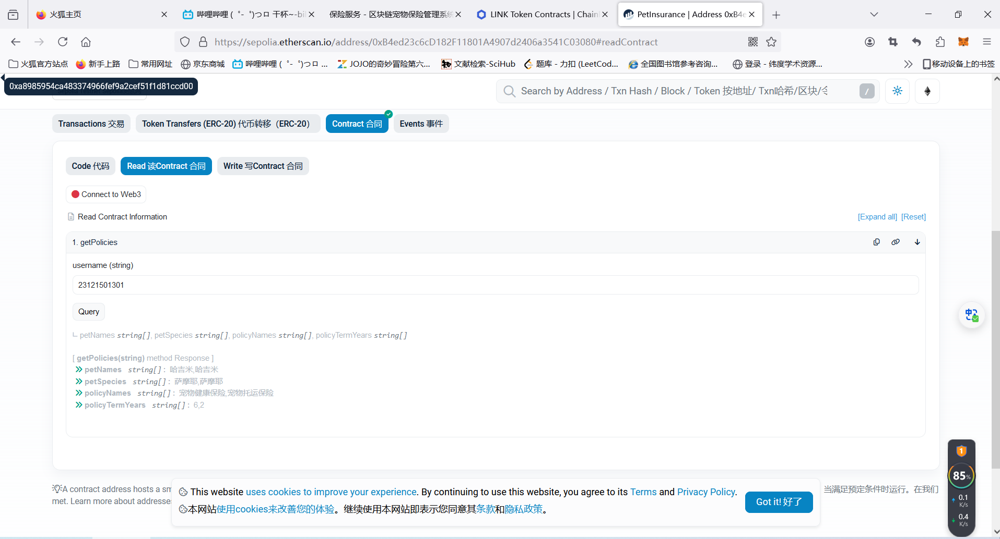 火狐主页
哔哩哔哩 (゜-゜)つロ 干杯~-bil
保险服务 - 区块链宠物保险管理系统
LINK Token Contracts | Chainl
PetInsurance | Address 0xB4e
https://sepolia.etherscan.io/address/0xB4ed23c6cD182F11801A4907d2406a3541C03080#readContract
火狐官方站点
新手上路
常用网址
京东商城
哔哩哔哩 (゜-゜)つロ ...
JOJO的奇妙冒险第六...
文献检索-SciHub
题库 - 力扣 (LeetCod...
全国图书馆参考咨询...
登录 - 纬度学术资源...
移动设备上的书签
0xa8985954ca483374966fef9a2cef51f1d81ccd00
Search by Address / Txn Hash / Block / Token 按地址/ Txn哈希/区块/
/
Transactions 交易
Token Transfers (ERC-20) 代币转移（ERC-20）
Contract 合同
Events 事件
Code 代码
Read 读Contract 合同
Write 写Contract 合同
Connect to Web3
Read Contract Information
[Expand all] [Reset]
1. getPolicies
username (string)
23121501301
Query
petNames string[], petSpecies string[], policyNames string[], policyTermYears string[]
[ getPolicies(string) method Response ]
petNames string[] : 哈吉米,哈吉米
petSpecies string[] : 萨摩耶,萨摩耶
policyNames string[] : 宠物健康保险,宠物托运保险
policyTermYears string[] : 6,2
A contract address hosts a sm
met. Learn more about addresse
当满足预定条件时运行。在我们
This website uses cookies to improve your experience. By continuing to use this website, you agree to its Terms and Privacy Policy.
本网站使用cookies来改善您的体验。继续使用本网站即表示您同意其条款和隐私政策。
Got it! 好了
1
85%
0.1
K/s
0.4
K/s